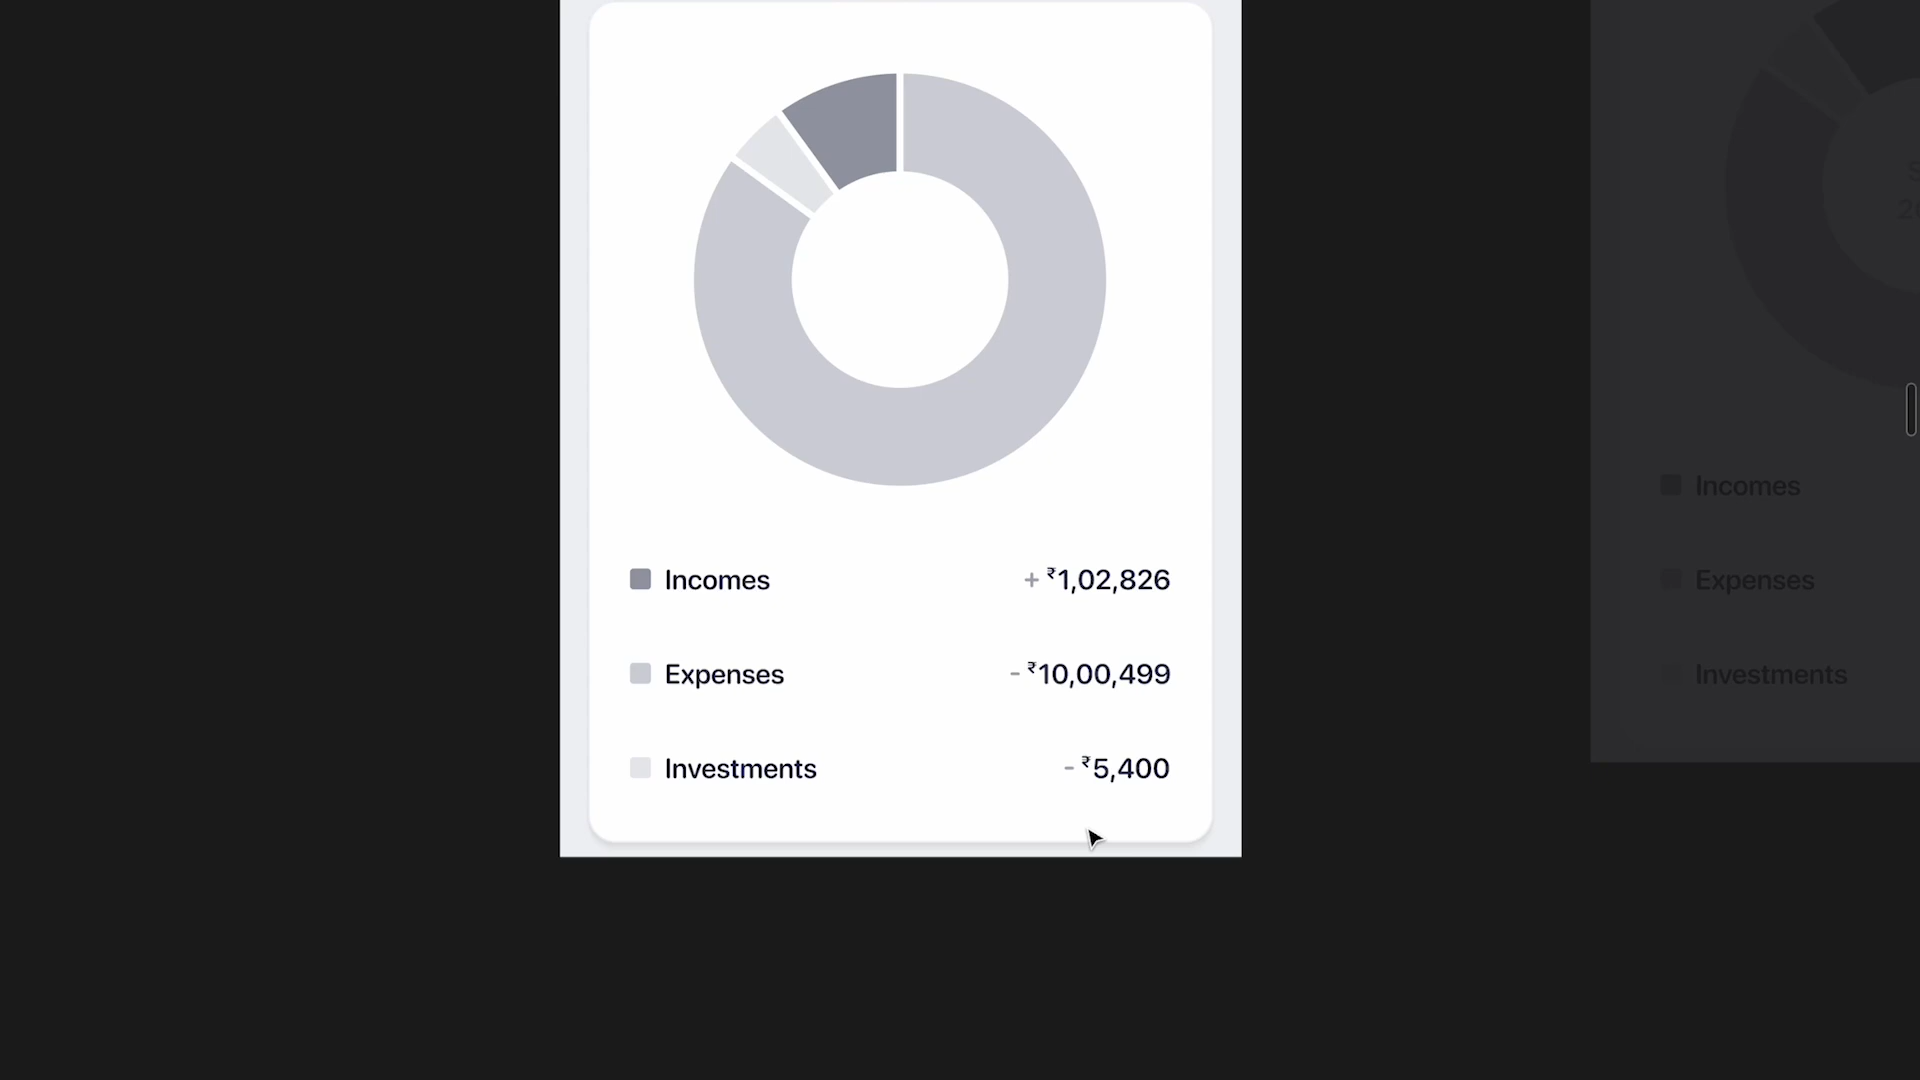 Incomes + ₹1,02,826
Expenses - ₹10,00,499
Investments - ₹5,400
Incomes
Expenses
Investments